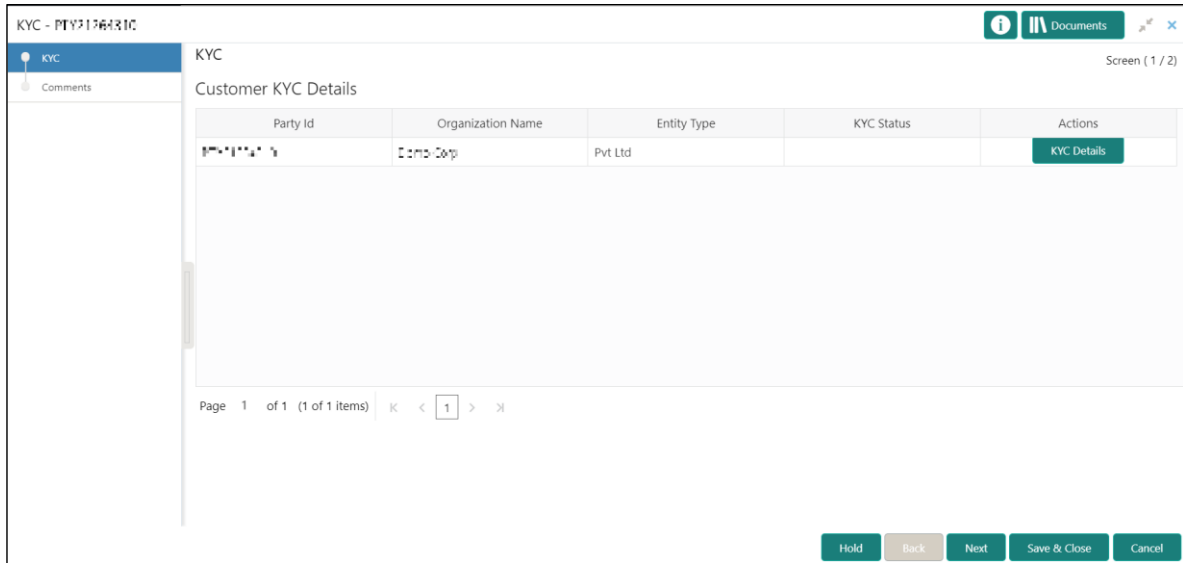 KYC -
Documents
KYC
Comments
KYC
Screen ( 1 / 2)
Customer KYC Details
Party Id Organization Name Entity Type KYC Status Actions
Pvt Ltd KYC Details
Page 1 of 1 (1 of 1 items) 1
Hold Back Next Save & Close Cancel